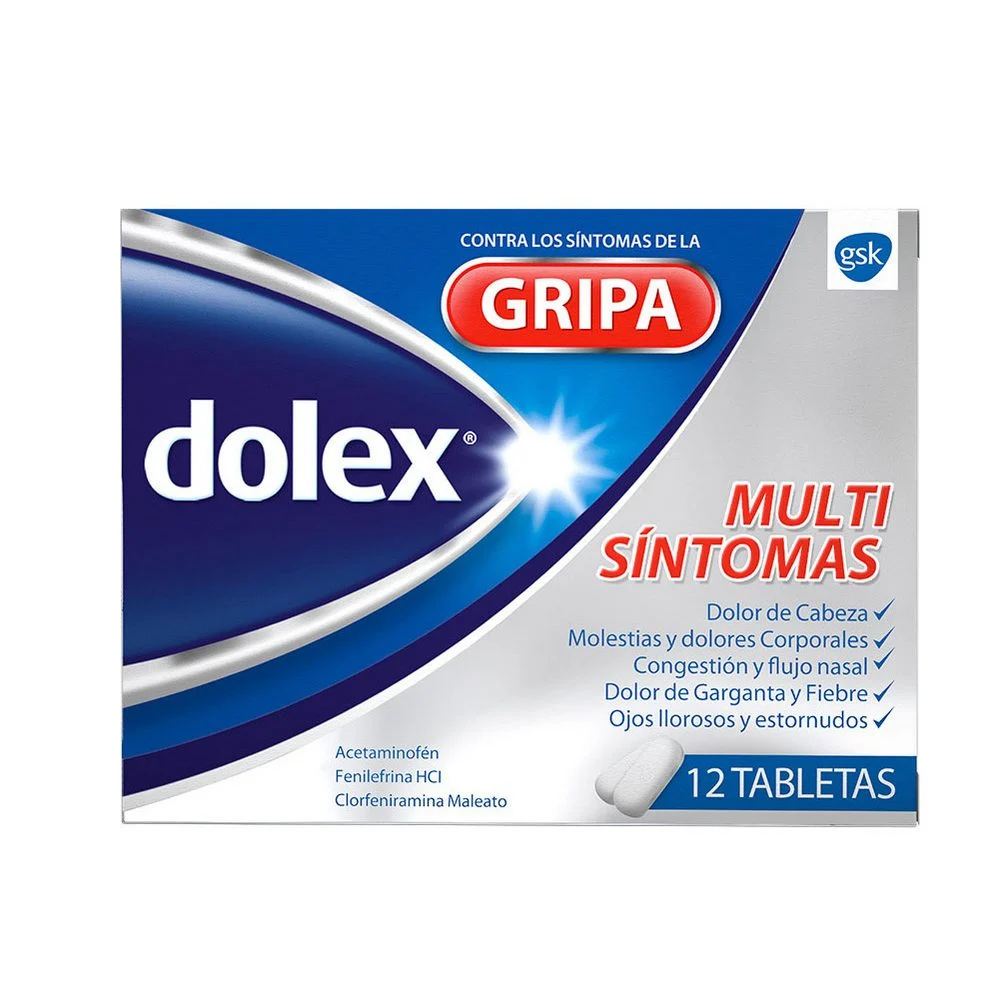 CONTRA LOS SÍNTOMAS DE LA
GRIPA
gsk
dolex®
MULTI
SÍNTOMAS
Dolor de Cabeza ✓
Molestias y dolores Corporales ✓
Congestión y flujo nasal ✓
Dolor de Garganta y Fiebre ✓
Ojos llorosos y estornudos ✓
Acetaminofén
Fenilefrina HCl
Clorfeniramina Maleato
12 TABLETAS